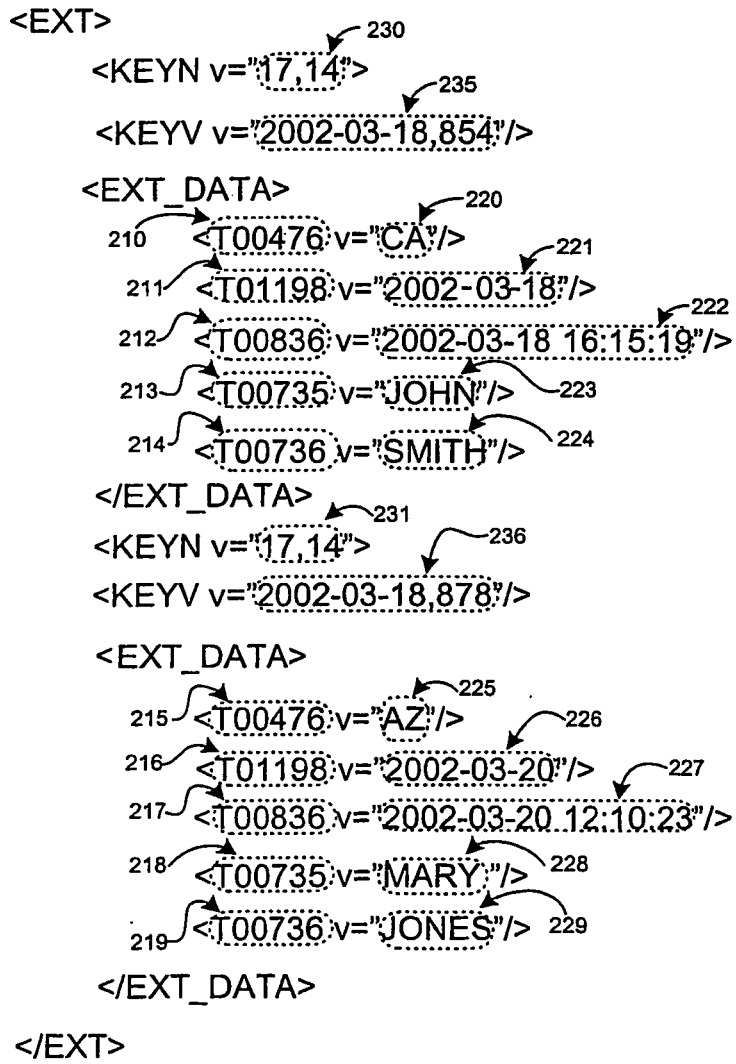 <EXT>
230
<KEYN v="17,14">
235
<KEYV v="2002-03-18,854"/>
<EXT_DATA>
210 <T00476 v="CA"/> 220
211 <T01198 v="2002-03-18"/> 221
212 <T00836 v="2002-03-18 16:15:19"/> 222
213 <T00735 v="JOHN"/> 223
214 <T00736 v="SMITH"/> 224
</EXT_DATA>
231
<KEYN v="17,14">
236
<KEYV v="2002-03-18,878"/>
<EXT_DATA>
215 <T00476 v="AZ"/> 225
216 <T01198 v="2002-03-20"/> 226
217 <T00836 v="2002-03-20 12:10:23"/> 227
218 <T00735 v="MARY"/> 228
219 <T00736 v="JONES"/> 229
</EXT_DATA>
</EXT>